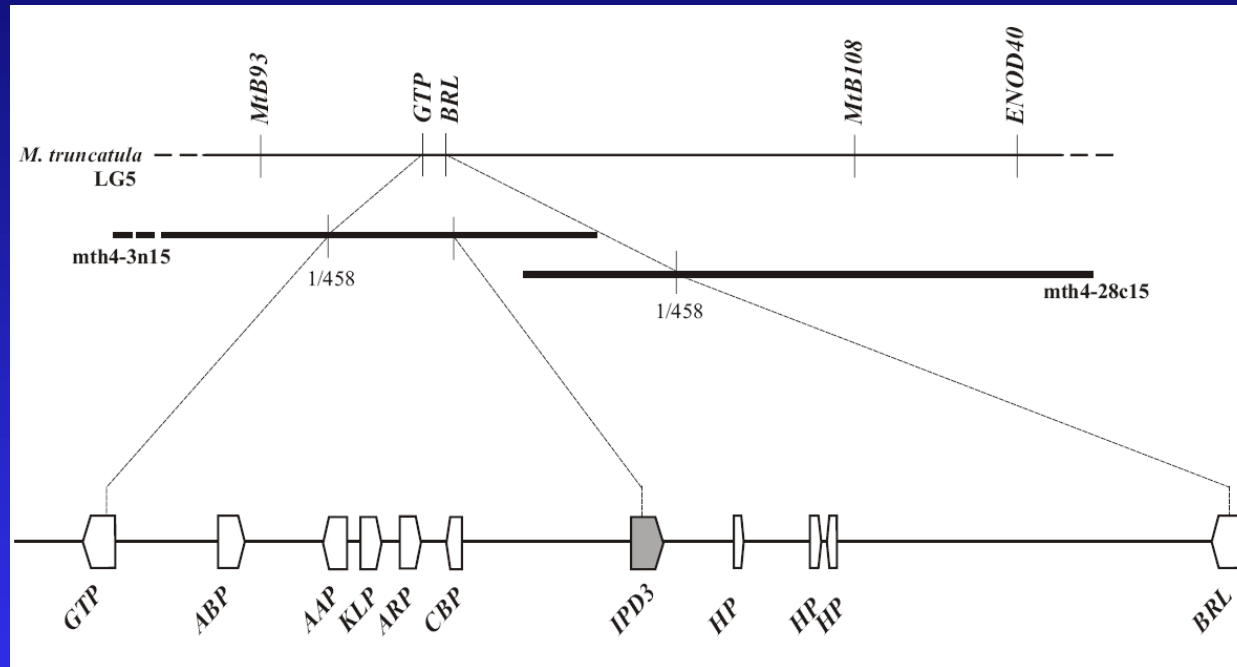 MtB93
GTP
BRL
MtB108
ENOD40
M. truncatula
LG5
mth4-3n15
1/458
mth4-28c15
1/458
GTP
ABP
AAP
KLP
ARP
CBP
IPD3
HP
HP
HP
BRL